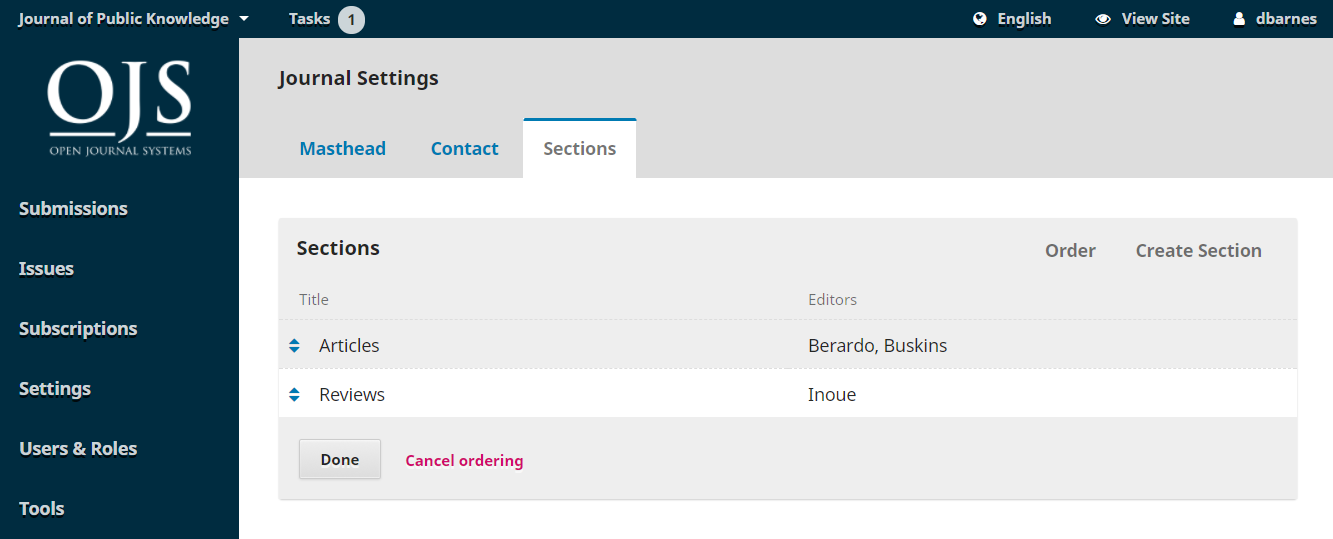 Journal of Public Knowledge Tasks 1 English View Site dbarnes
OJS
OPEN JOURNAL SYSTEMS
Submissions
Issues
Subscriptions
Settings
Users & Roles
Tools
Journal Settings
Masthead Contact Sections
Sections Order Create Section
Title Editors
Articles Berardo, Buskins
Reviews Inoue
Done Cancel ordering